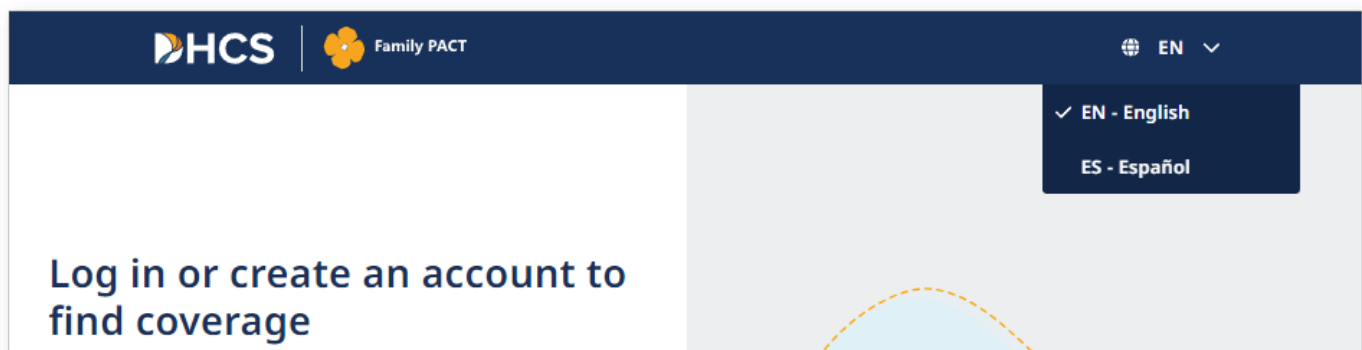 DHCS
Family PACT
EN
EN - English
ES - Español
Log in or create an account to
find coverage